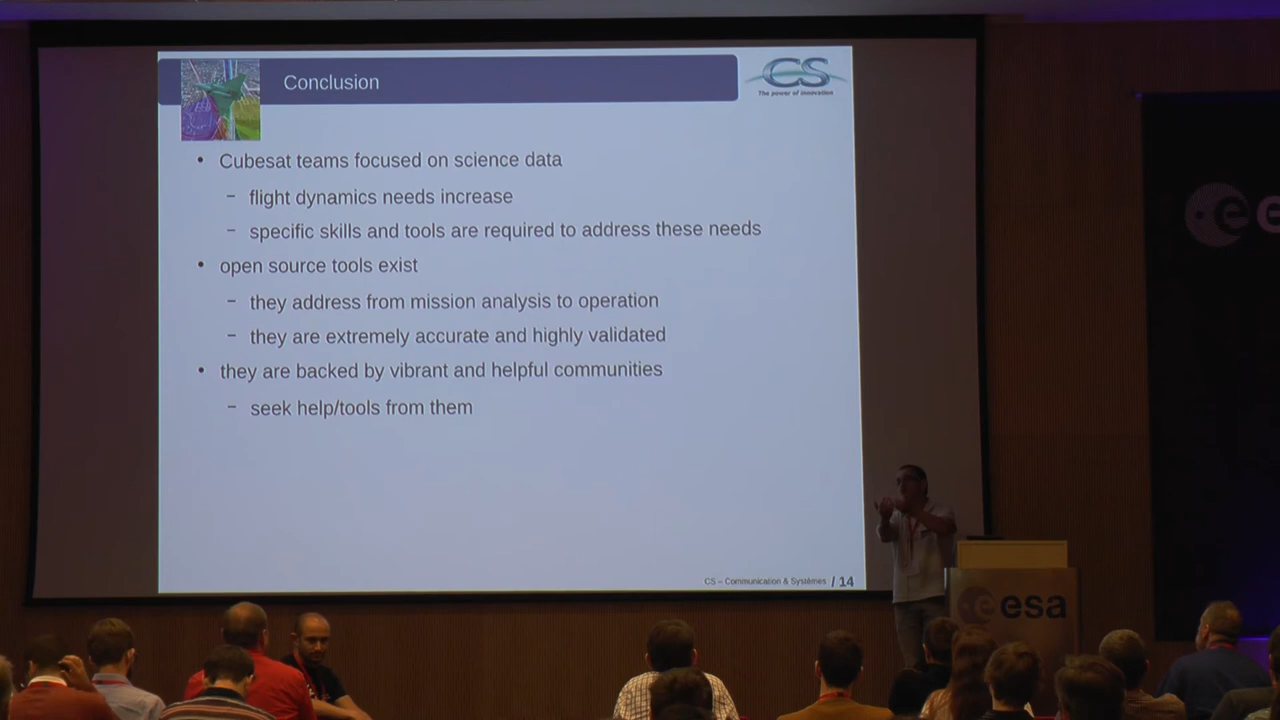 Conclusion
CS
The power of innovation
• Cubesat teams focused on science data
– flight dynamics needs increase
– specific skills and tools are required to address these needs
• open source tools exist
– they address from mission analysis to operation
– they are extremely accurate and highly validated
• they are backed by vibrant and helpful communities
– seek help/tools from them
CS – Communication & Systèmes / 14
esa
e